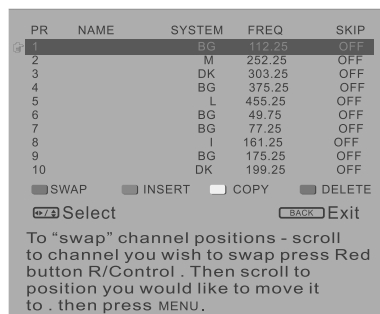 PR NAME SYSTEM FREQ SKIP
1 BG 112.25 OFF
2 M 252.25 OFF
3 DK 303.25 OFF
4 BG 375.25 OFF
5 L 455.25 OFF
6 BG 49.75 OFF
7 BG 77.25 OFF
8 I 161.25 OFF
9 BG 175.25 OFF
10 DK 199.25 OFF
SWAP INSERT COPY DELETE
Select BACK Exit
To “swap” channel positions - scroll
to channel you wish to swap press Red
button R/Control . Then scroll to
position you would like to move it
to . then press MENU.